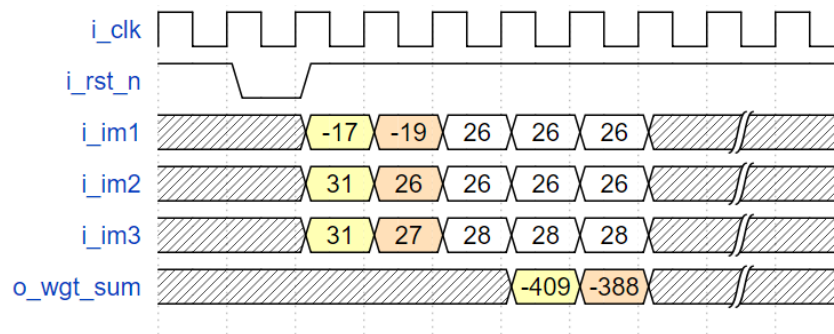 i_clk
i_rst_n
i_im1 -17 -19 26 26 26
i_im2 31 26 26 26 26
i_im3 31 27 28 28 28
o_wgt_sum -409 -388